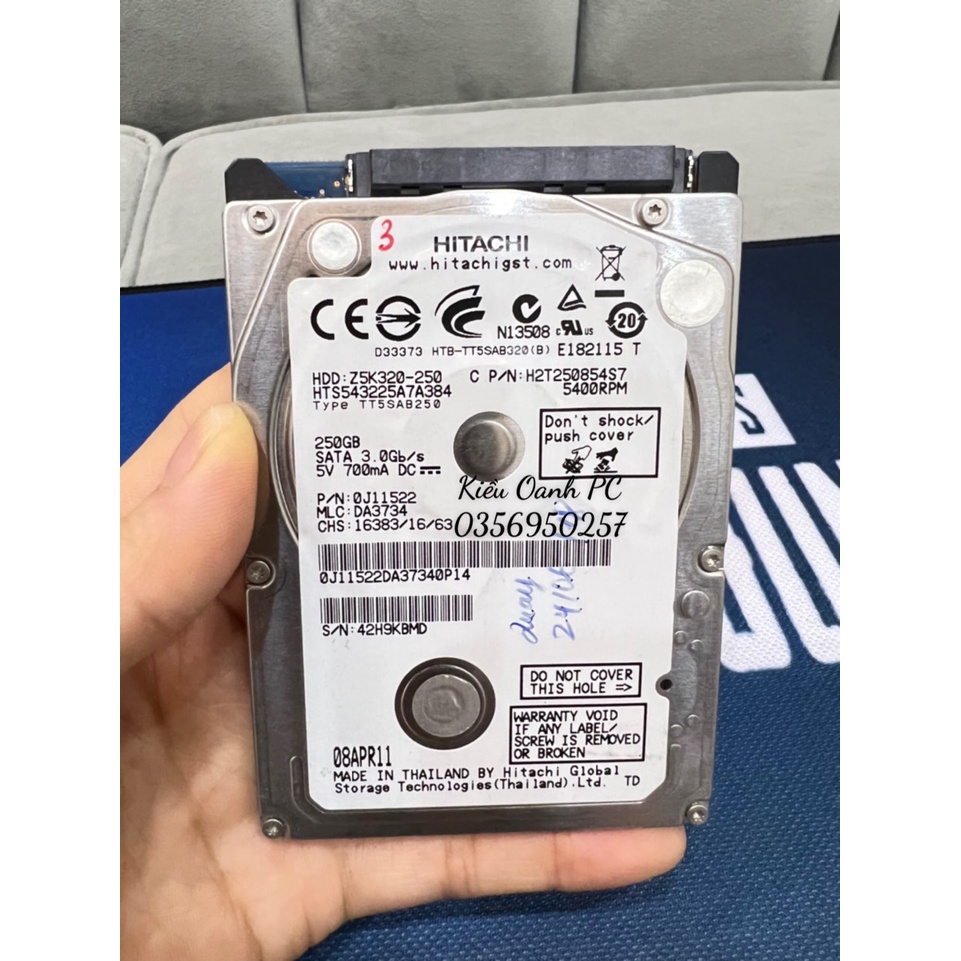 3
HITACHI
www.hitachigst.com
CE
N13508
c us
20
D33373 HTB-TT5SAB320(B) E182115 T
HDD:Z5K320-250 C P/N:H2T250854S7
HTS543225A7A384 5400RPM
Type TT5SAB250
Don't shock/
push cover
250GB
SATA 3.0Gb/s
5V 700mA DC
Kiều Oanh PC
0356950257
P/N:0J11522
MLC:DA3734
CHS:16383/16/63
0J11522DA37340P14
S/N:42H9KBMD
DO NOT COVER
THIS HOLE =>
WARRANTY VOID
IF ANY LABEL/
SCREW IS REMOVED
OR BROKEN
08APR11
MADE IN THAILAND BY Hitachi Global
Storage Technologies(Thailand).Ltd. TD